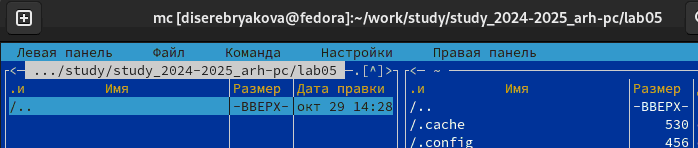 mc [diserebryakova@fedora]:~/work/study/study_2024-2025_arh-pc/lab05
Левая панель Файл Команда Настройки Правая панель
<─ .../study/study_2024-2025_arh-pc/lab05 ─.[^]>
.и Имя Размер Дата правки
/.. -ВВЕРХ- окт 29 14:28
<─ ~
.и Имя Размер
/.. -ВВЕРХ-
/.cache 530
/.config 456